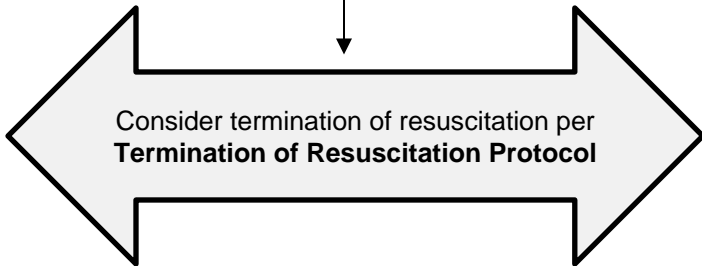 Consider termination of resuscitation per
Termination of Resuscitation Protocol